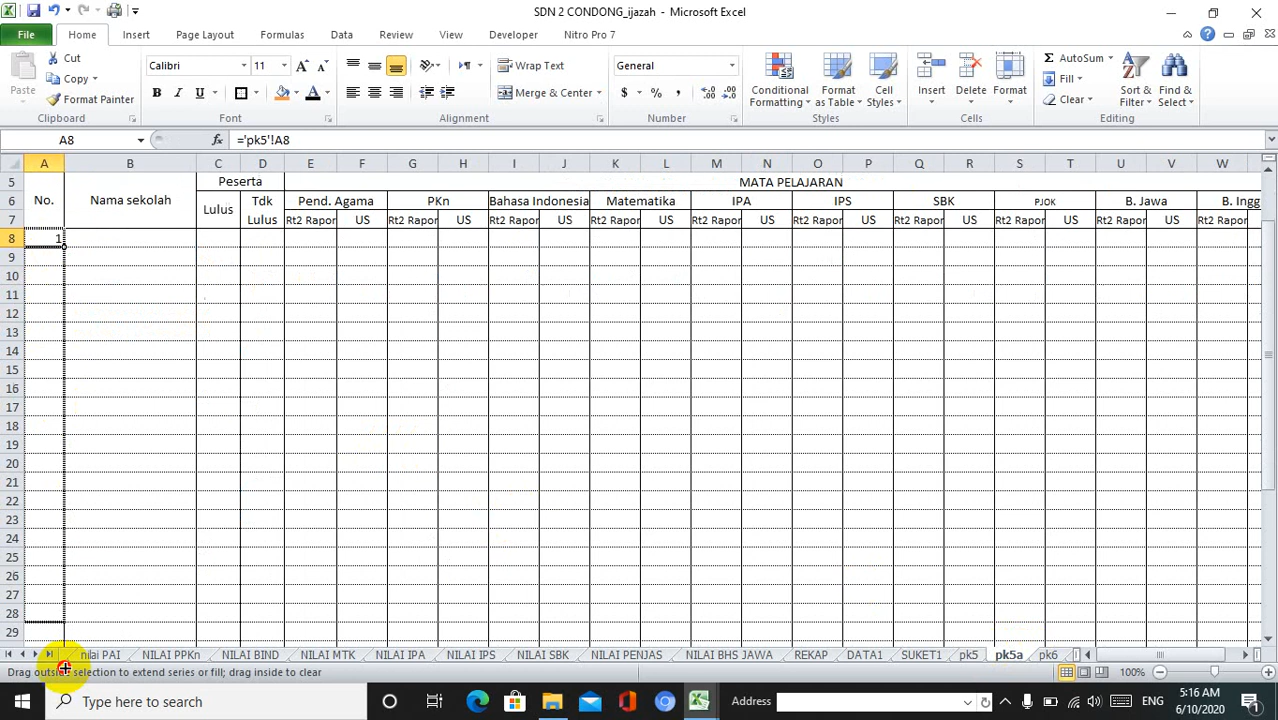 SDN 2 CONDONG_ijazah - Microsoft Excel
File Home Insert Page Layout Formulas Data Review View Developer Nitro Pro 7
Cut Calibri 11 Wrap Text General AutoSum
Copy Fill
Paste Format Painter Merge & Center Conditional Formatting Format as Table Cell Styles Insert Delete Format Clear Sort & Filter Find & Select
Clipboard Font Alignment Number Styles Cells Editing
A8 fx ='pk5'!A8
A B C D E F G H I J K L M N O P Q R S T U V W
5 No. Nama sekolah Peserta MATA PELAJARAN
6 Lulus Tdk Lulus Pend. Agama PKn Bahasa Indonesia Matematika IPA IPS SBK PJOK B. Jawa B. Ingg
7 Rt2 Rapor US Rt2 Rapor US Rt2 Rapor US Rt2 Rapor US Rt2 Rapor US Rt2 Rapor US Rt2 Rapor US Rt2 Rapor US Rt2 Rapor US Rt2 Rapor
8 1
9
10
11
12
13
14
15
16
17
18
19
20
21
22
23
24
25
26
27
28
29
nilai PAI NILAI PPKn NILAI BIND NILAI MTK NILAI IPA NILAI IPS NILAI SBK NILAI PENJAS NILAI BHS JAWA REKAP DATA1 SUKET1 pk5 pk5a pk6
Drag outside selection to extend series or fill; drag inside to clear 100%
Type here to search Address ENG 5:16 AM
6/10/2020